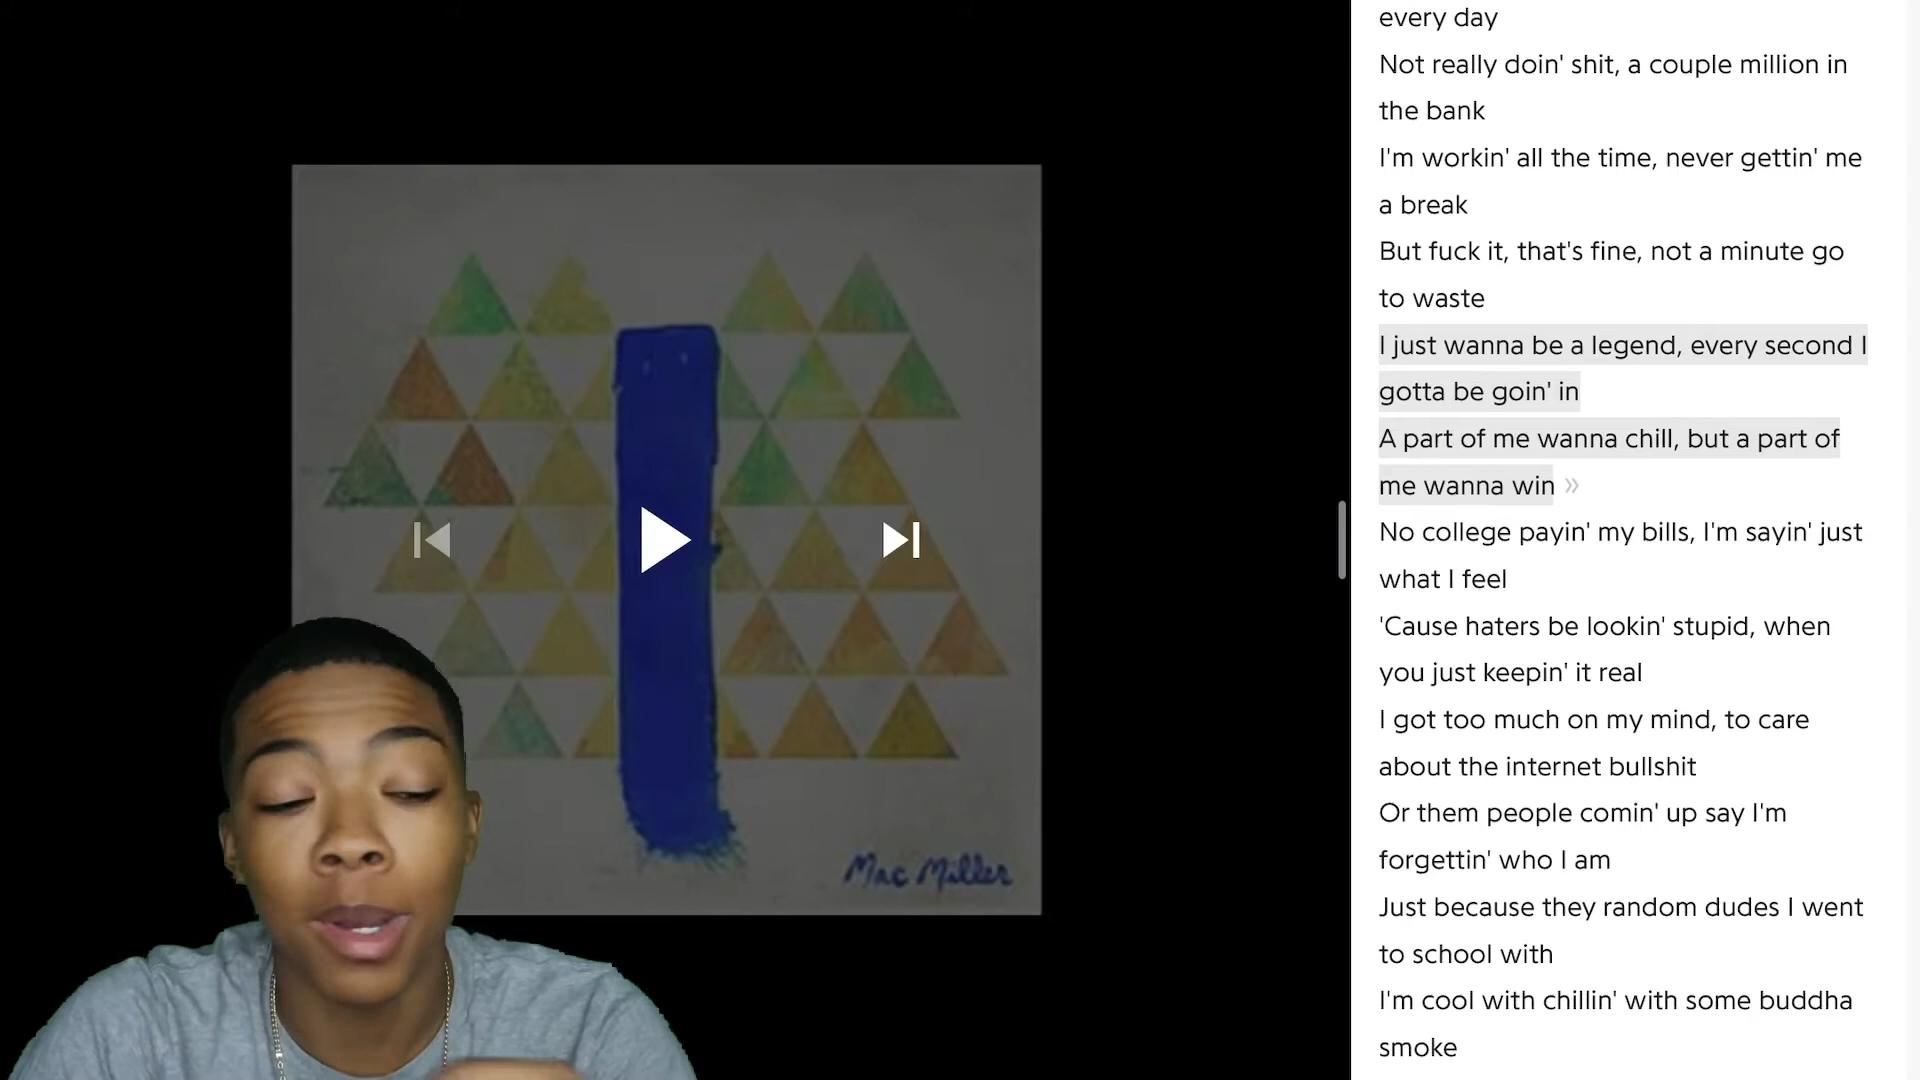 every day
Not really doin' shit, a couple million in
the bank
I'm workin' all the time, never gettin' me
a break
But fuck it, that's fine, not a minute go
to waste
I just wanna be a legend, every second I
gotta be goin' in
A part of me wanna chill, but a part of
me wanna win »
No college payin' my bills, I'm sayin' just
what I feel
'Cause haters be lookin' stupid, when
you just keepin' it real
I got too much on my mind, to care
about the internet bullshit
Or them people comin' up say I'm
forgettin' who I am
Just because they random dudes I went
to school with
I'm cool with chillin' with some buddha
smoke
Mac Miller